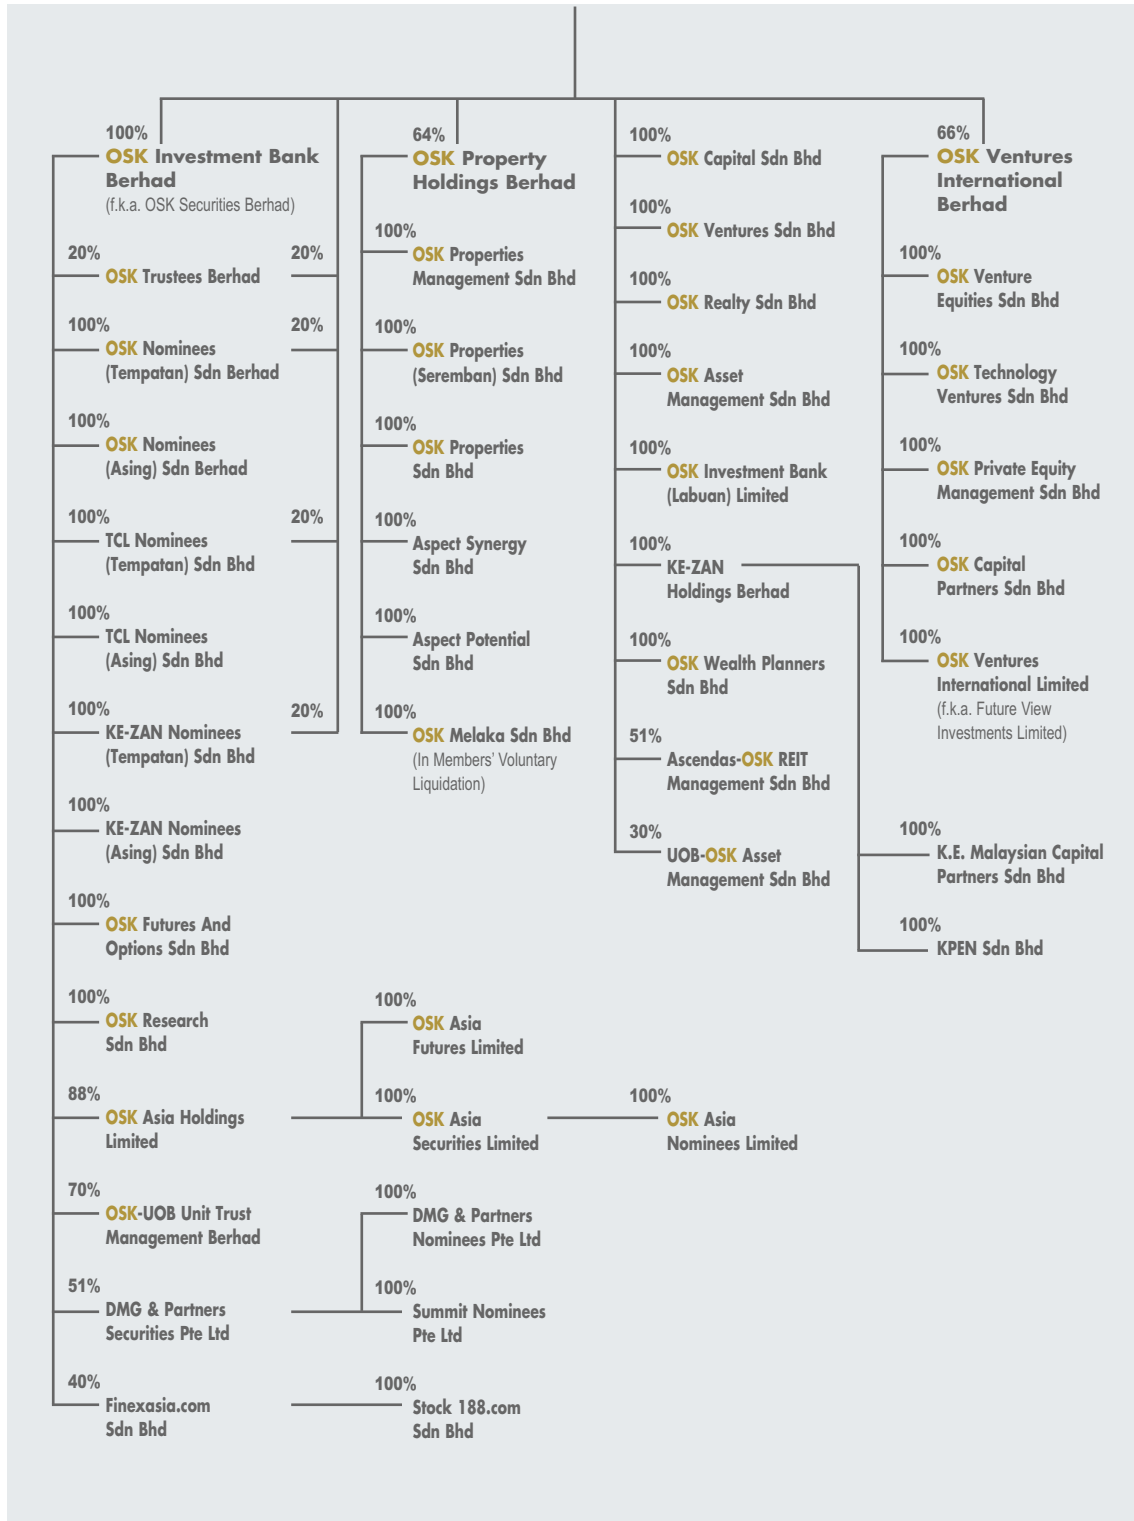 100%
OSK Investment Bank
Berhad
(f.k.a. OSK Securities Berhad)
20%
OSK Trustees Berhad
20%
100%
OSK Nominees
(Tempatan) Sdn Berhad
20%
100%
OSK Nominees
(Asing) Sdn Berhad
100%
TCL Nominees
(Tempatan) Sdn Bhd
20%
100%
TCL Nominees
(Asing) Sdn Bhd
100%
KE-ZAN Nominees
(Tempatan) Sdn Bhd
20%
100%
KE-ZAN Nominees
(Asing) Sdn Bhd
100%
OSK Futures And
Options Sdn Bhd
100%
OSK Research
Sdn Bhd
88%
OSK Asia Holdings
Limited
70%
OSK-UOB Unit Trust
Management Berhad
51%
DMG & Partners
Securities Pte Ltd
40%
Finexasia.com
Sdn Bhd
64%
OSK Property
Holdings Berhad
100%
OSK Properties
Management Sdn Bhd
100%
OSK Properties
(Seremban) Sdn Bhd
100%
OSK Properties
Sdn Bhd
100%
Aspect Synergy
Sdn Bhd
100%
Aspect Potential
Sdn Bhd
100%
OSK Melaka Sdn Bhd
(In Members' Voluntary
Liquidation)
100%
OSK Asia
Futures Limited
100%
OSK Asia
Securities Limited
100%
OSK Asia
Nominees Limited
100%
DMG & Partners
Nominees Pte Ltd
100%
Summit Nominees
Pte Ltd
100%
Stock 188.com
Sdn Bhd
100%
OSK Capital Sdn Bhd
100%
OSK Ventures Sdn Bhd
100%
OSK Realty Sdn Bhd
100%
OSK Asset
Management Sdn Bhd
100%
OSK Investment Bank
(Labuan) Limited
100%
KE-ZAN
Holdings Berhad
100%
OSK Wealth Planners
Sdn Bhd
51%
Ascendas-OSK REIT
Management Sdn Bhd
30%
UOB-OSK Asset
Management Sdn Bhd
66%
OSK Ventures
International
Berhad
100%
OSK Venture
Equities Sdn Bhd
100%
OSK Technology
Ventures Sdn Bhd
100%
OSK Private Equity
Management Sdn Bhd
100%
OSK Capital
Partners Sdn Bhd
100%
OSK Ventures
International Limited
(f.k.a. Future View
Investments Limited)
100%
K.E. Malaysian Capital
Partners Sdn Bhd
100%
KPEN Sdn Bhd